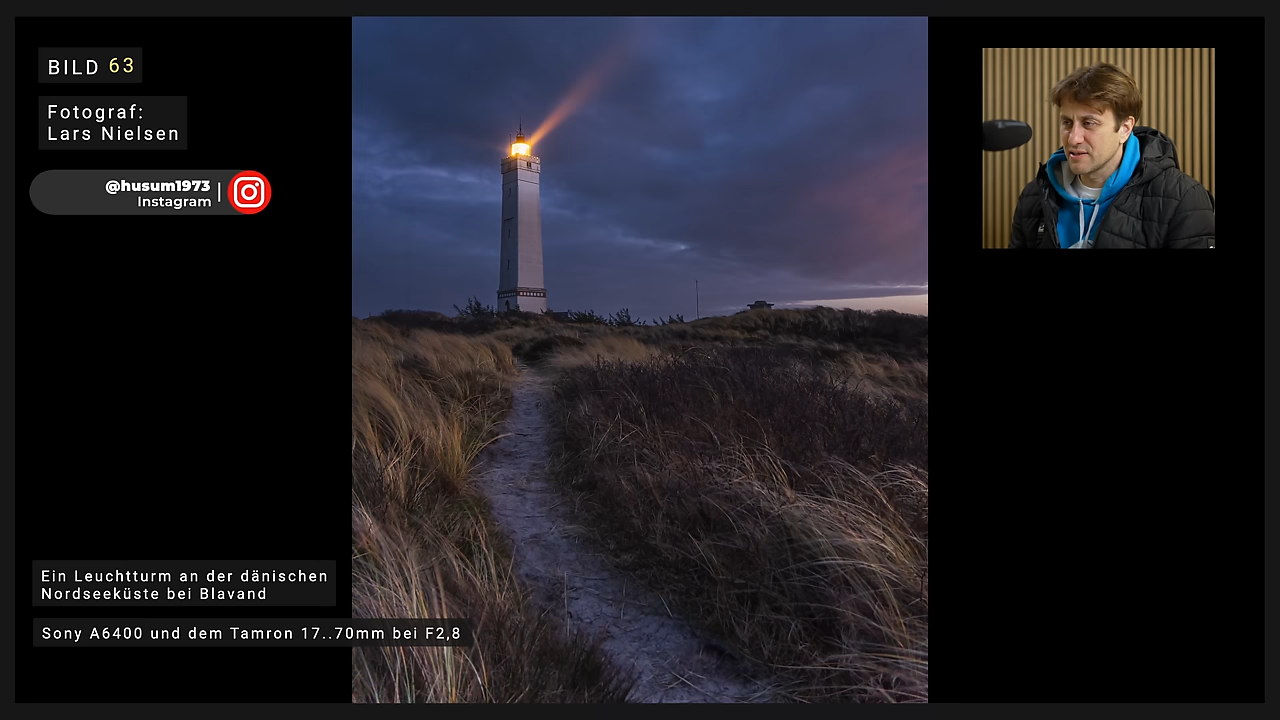 BILD 63
Fotograf:
Lars Nielsen
@husum1973
Instagram
Ein Leuchtturm an der dänischen
Nordseeküste bei Blavand
Sony A6400 und dem Tamron 17..70mm bei F2,8